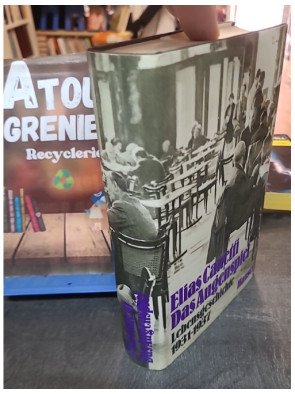 ATOU
GRENIE
Recyclerie
Elias Canetti
Das Augenspiel
Lebensgeschichte
1931-1937